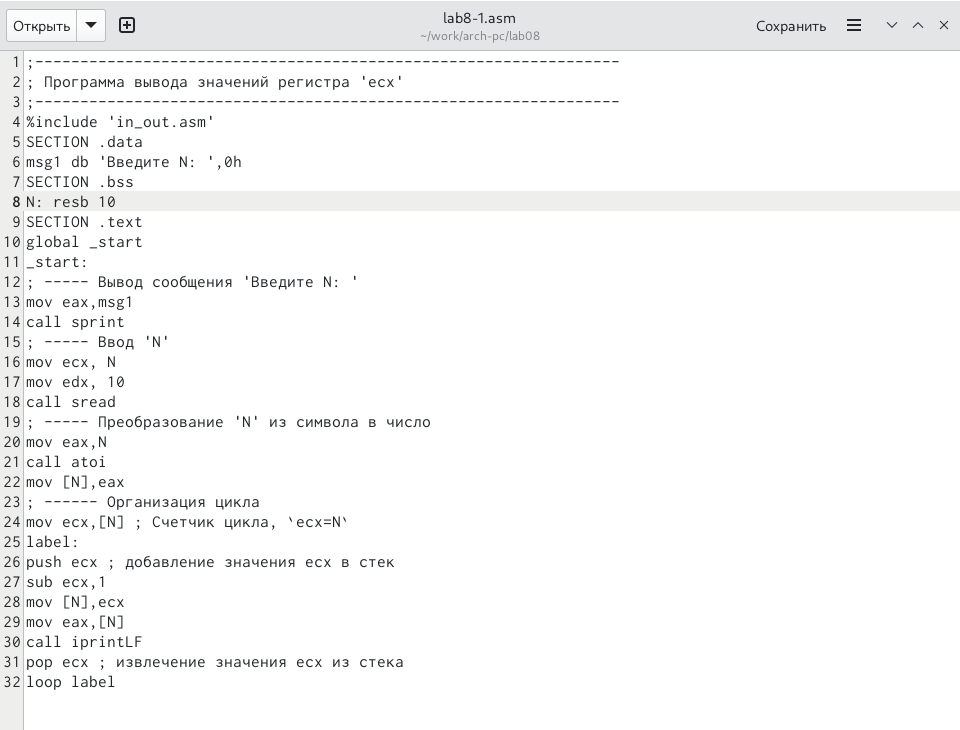 Открыть
lab8-1.asm
~/work/arch-pc/lab08
Сохранить
1 ;-----------------------------------------------------------------
2 ; Программа вывода значений регистра 'ecx'
3 ;-----------------------------------------------------------------
4 %include 'in_out.asm'
5 SECTION .data
6 msg1 db 'Введите N: ',0h
7 SECTION .bss
8 N: resb 10
9 SECTION .text
10 global _start
11 _start:
12 ; ----- Вывод сообщения 'Введите N: '
13 mov eax,msg1
14 call sprint
15 ; ----- Ввод 'N'
16 mov ecx, N
17 mov edx, 10
18 call sread
19 ; ----- Преобразование 'N' из символа в число
20 mov eax,N
21 call atoi
22 mov [N],eax
23 ; ------ Организация цикла
24 mov ecx,[N] ; Счетчик цикла, `ecx=N`
25 label:
26 push ecx ; добавление значения ecx в стек
27 sub ecx,1
28 mov [N],ecx
29 mov eax,[N]
30 call iprintLF
31 pop ecx ; извлечение значения ecx из стека
32 loop label